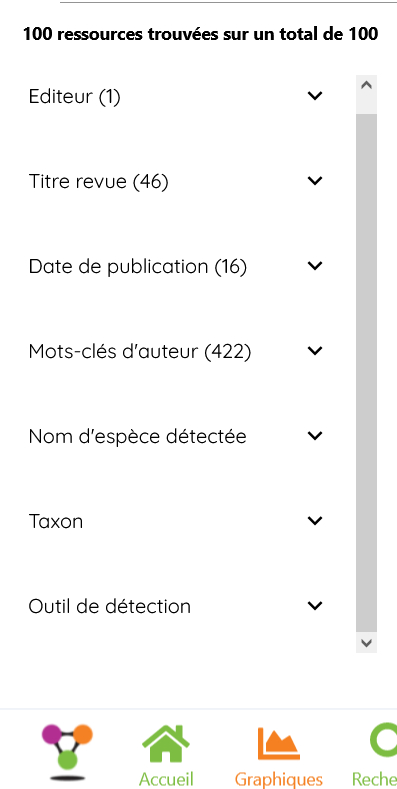 100 ressources trouvées sur un total de 100
Editeur (1)
Titre revue (46)
Date de publication (16)
Mots-clés d'auteur (422)
Nom d'espèce détectée
Taxon
Outil de détection
Accueil
Graphiques
Reche